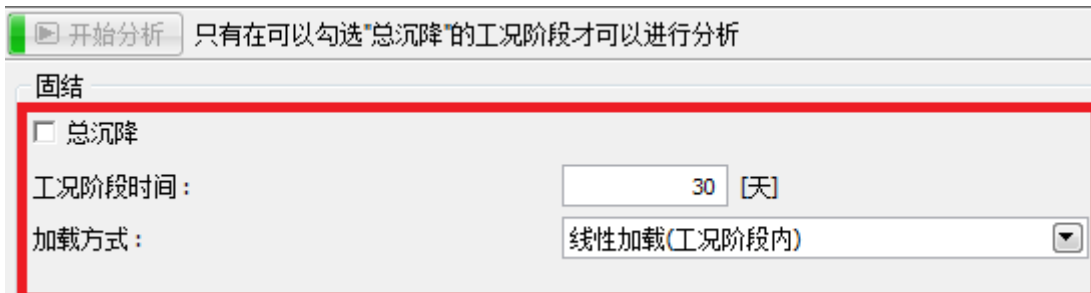 开始分析 只有在可以勾选"总沉降"的工况阶段才可以进行分析
固结
总沉降
工况阶段时间: 30 [天]
加载方式: 线性加载(工况阶段内)